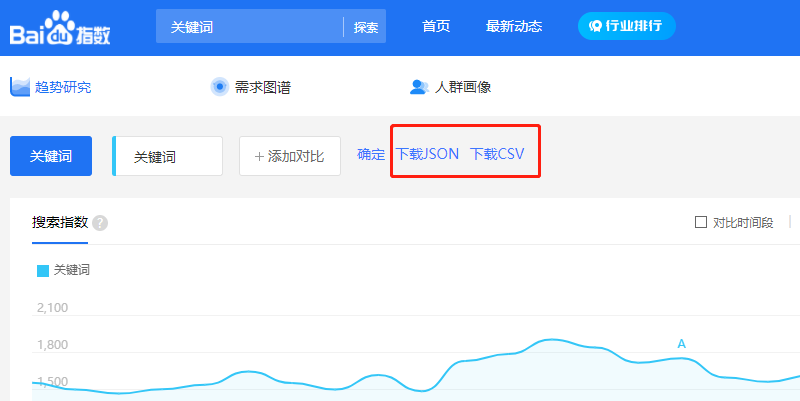 Bai du 指数 关键词 探索 首页 最新动态 行业排行
趋势研究 需求图谱 人群画像
关键词 关键词 +添加对比 确定 下载JSON 下载CSV
搜索指数 ? 对比时间段
关键词
2,100
1,800
A
1,500